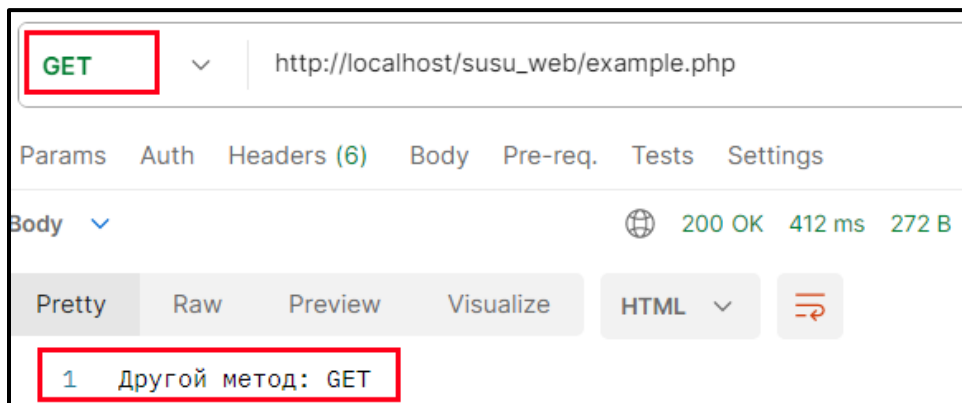 GET http://localhost/susu_web/example.php
Params Auth Headers (6) Body Pre-req. Tests Settings
Body 200 OK 412 ms 272 B
Pretty Raw Preview Visualize HTML
1 Другой метод: GET